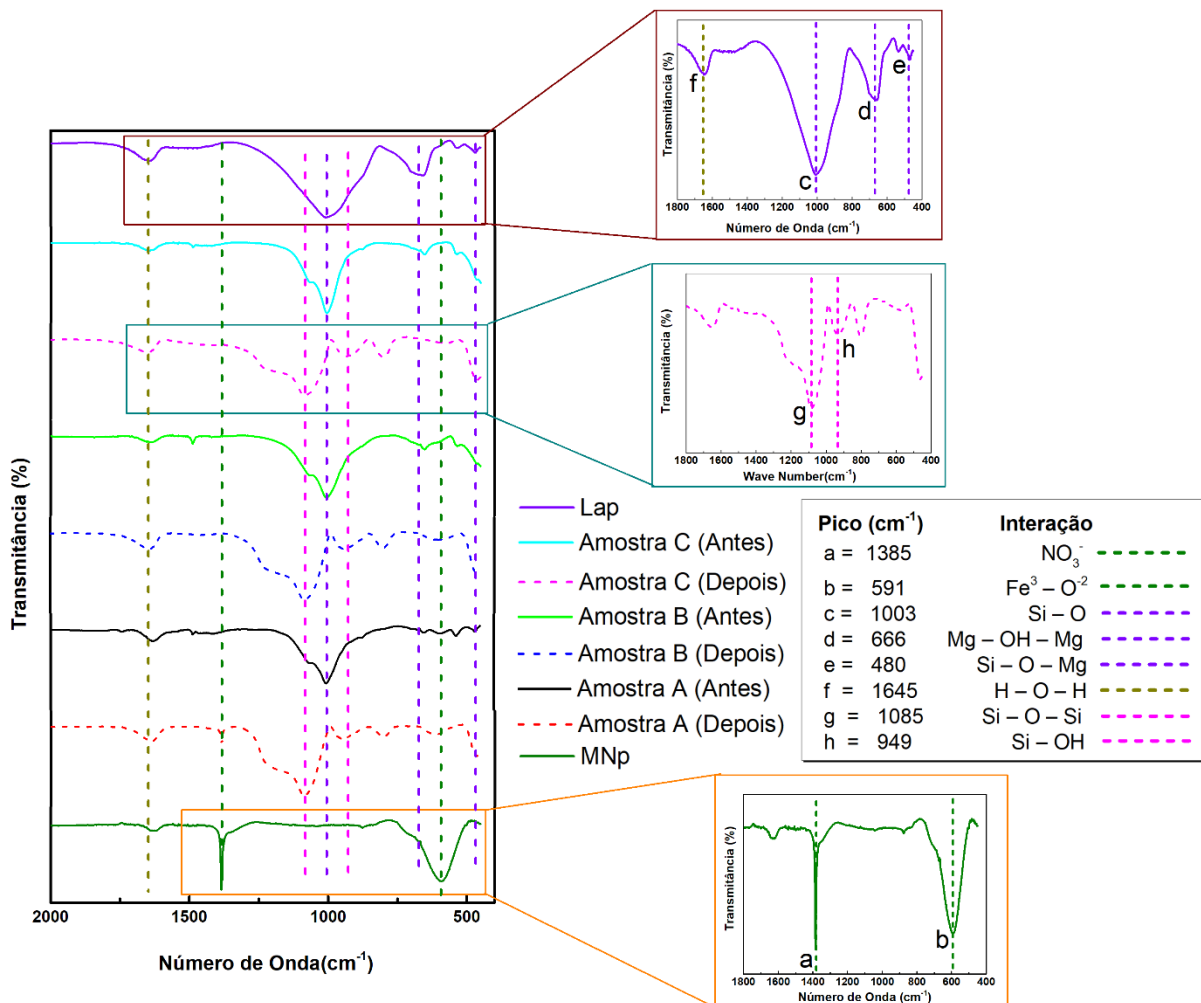 Transmitância (%)
f
c
d
e
1800 1600 1400 1200 1000 800 600 400
Número de Onda (cm-1)
Transmitância (%)
g
h
1800 1600 1400 1200 1000 800 600 400
Wave Number(cm-1)
Transmitância (%)
2000 1500 1000 500
Número de Onda(cm-1)
Lap
Amostra C (Antes)
Amostra C (Depois)
Amostra B (Antes)
Amostra B (Depois)
Amostra A (Antes)
Amostra A (Depois)
MNp
Pico (cm-1) Interação
a = 1385 NO3-
b = 591 Fe3 – O-2
c = 1003 Si – O
d = 666 Mg – OH – Mg
e = 480 Si – O – Mg
f = 1645 H – O – H
g = 1085 Si – O – Si
h = 949 Si – OH
Transmitância (%)
a
b
1800 1600 1400 1200 1000 800 600 400
Número de Onda (cm-1)